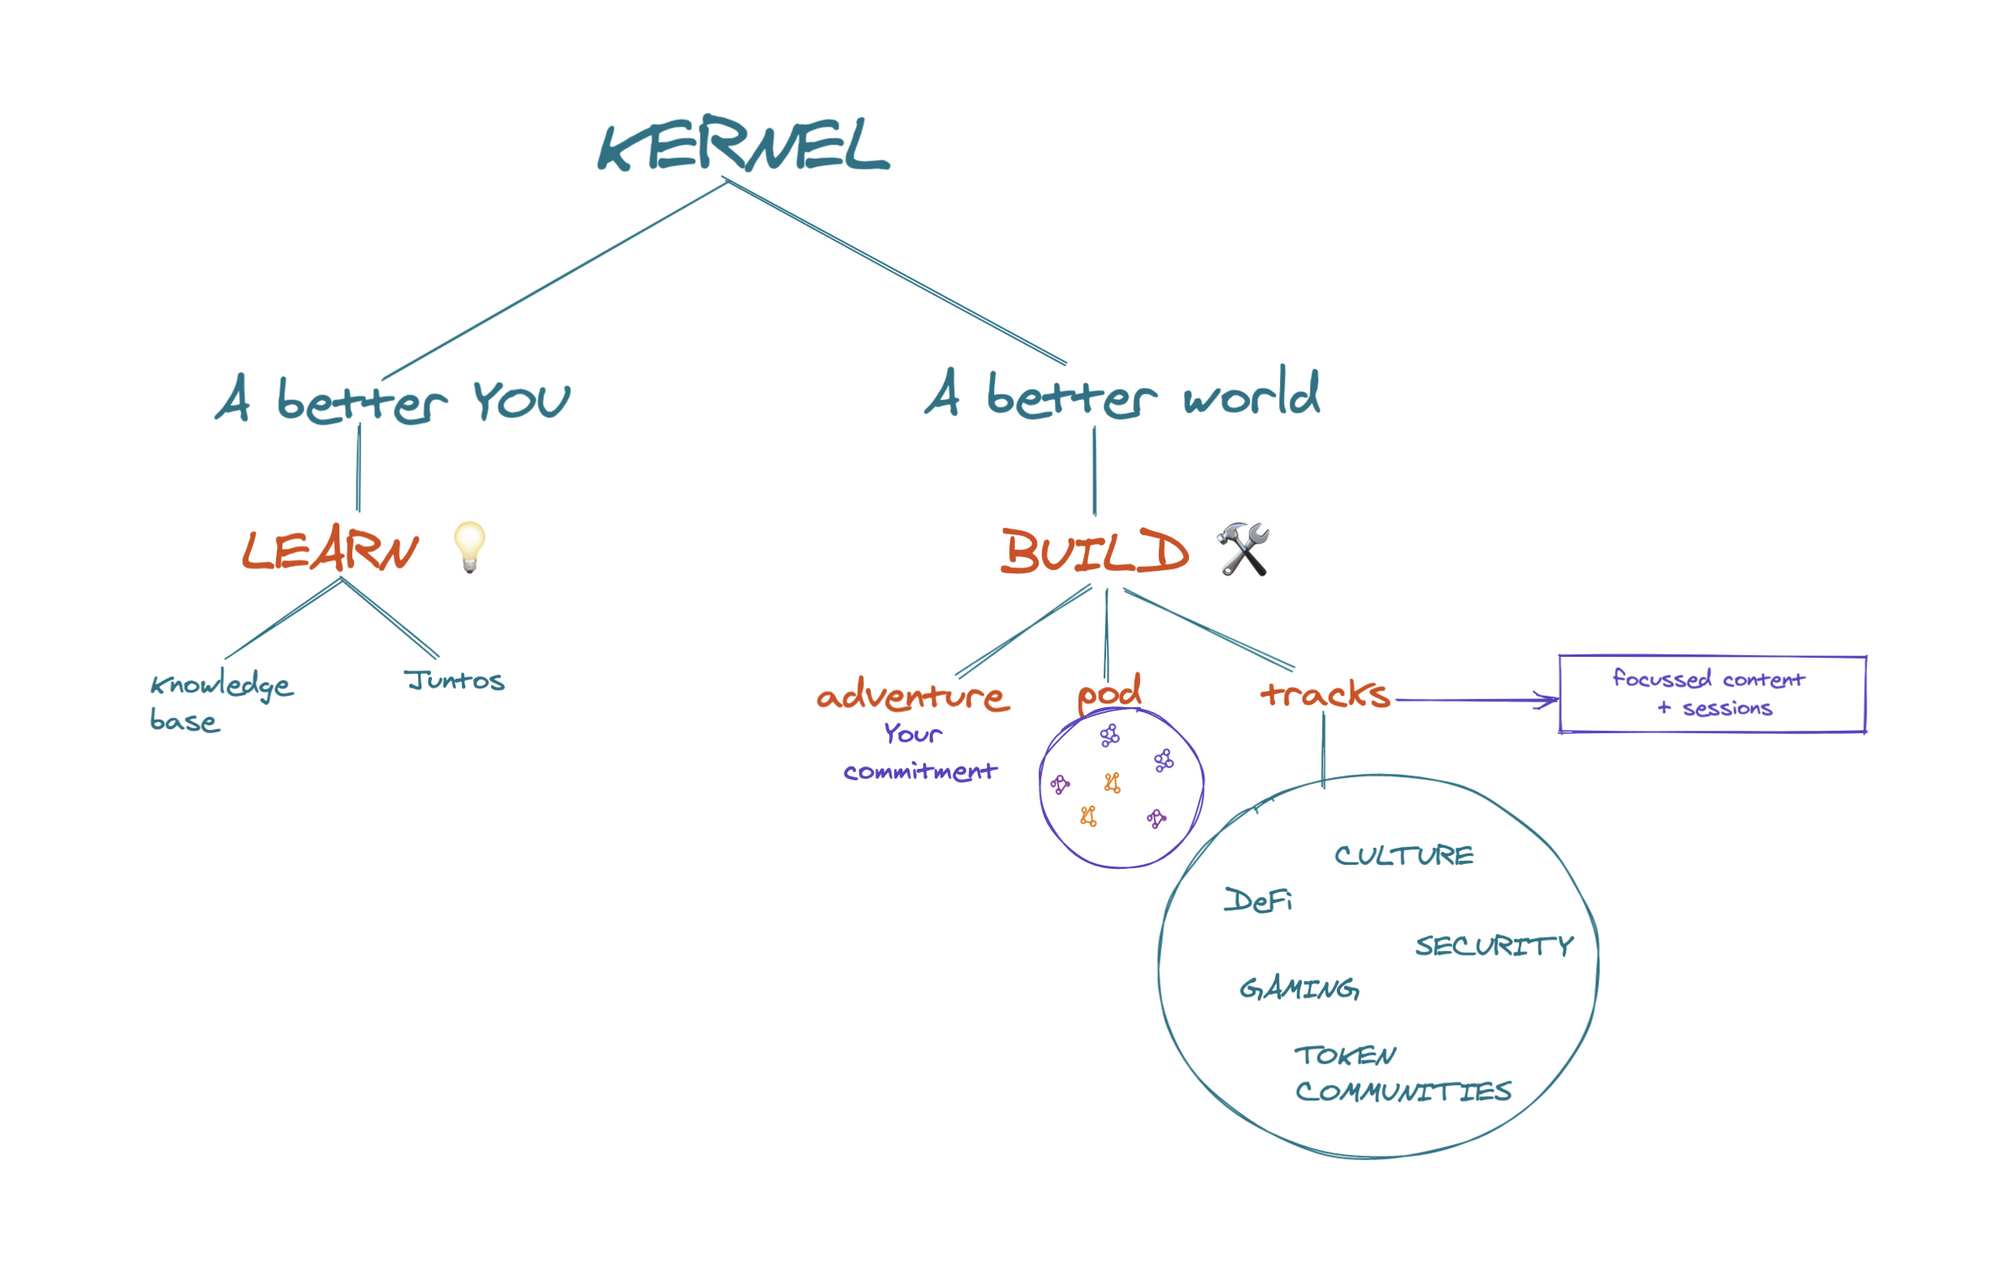 KERNEL
A better YOU
A better world
LEARN
BUILD
Knowledge
base
Juntos
adventure
Your
commitment
pod
tracks
focussed content
+ sessions
CULTURE
DeFi
SECURITY
GAMING
TOKEN
COMMUNITIES